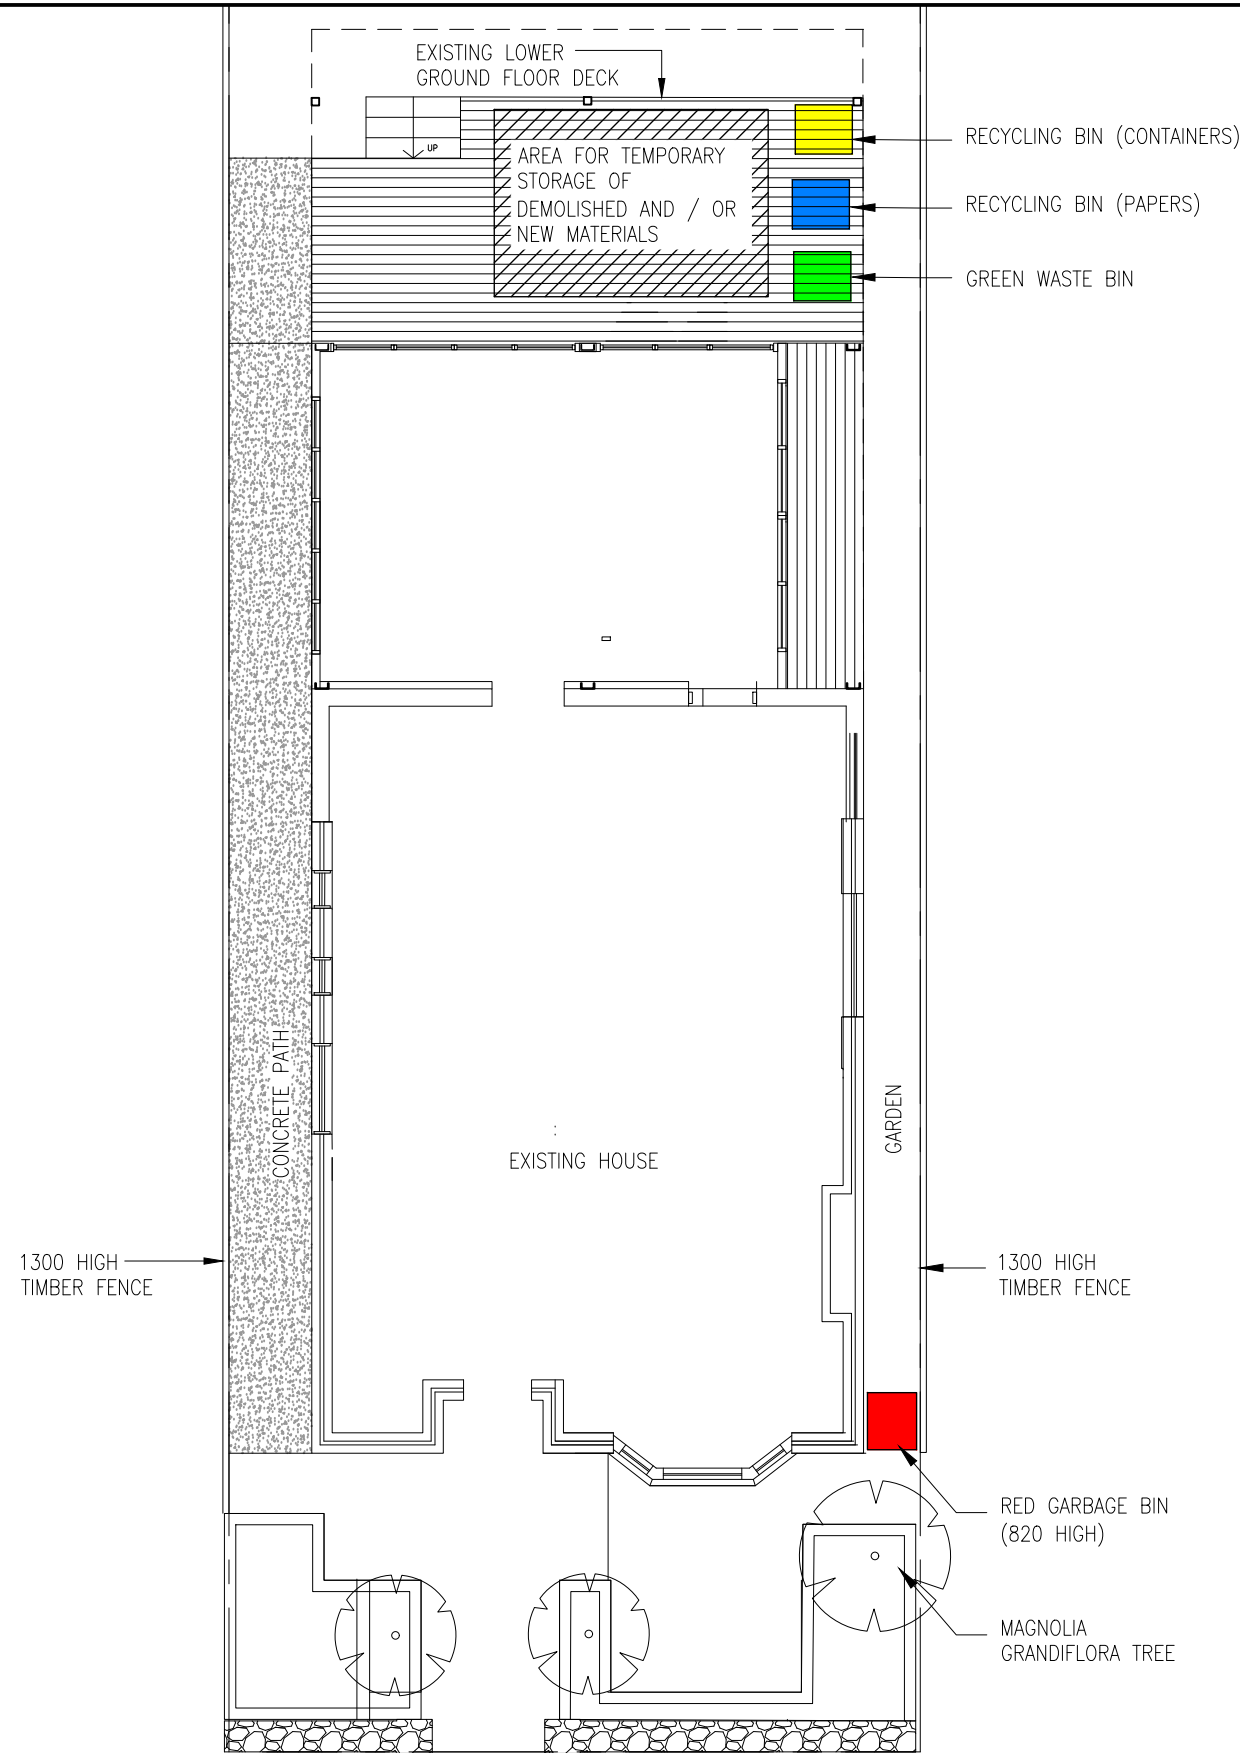 EXISTING LOWER
GROUND FLOOR DECK
UP
AREA FOR TEMPORARY
STORAGE OF
DEMOLISHED AND / OR
NEW MATERIALS
RECYCLING BIN (CONTAINERS)
RECYCLING BIN (PAPERS)
GREEN WASTE BIN
CONCRETE PATH
GARDEN
EXISTING HOUSE
1300 HIGH
TIMBER FENCE
1300 HIGH
TIMBER FENCE
RED GARBAGE BIN
(820 HIGH)
MAGNOLIA
GRANDIFLORA TREE